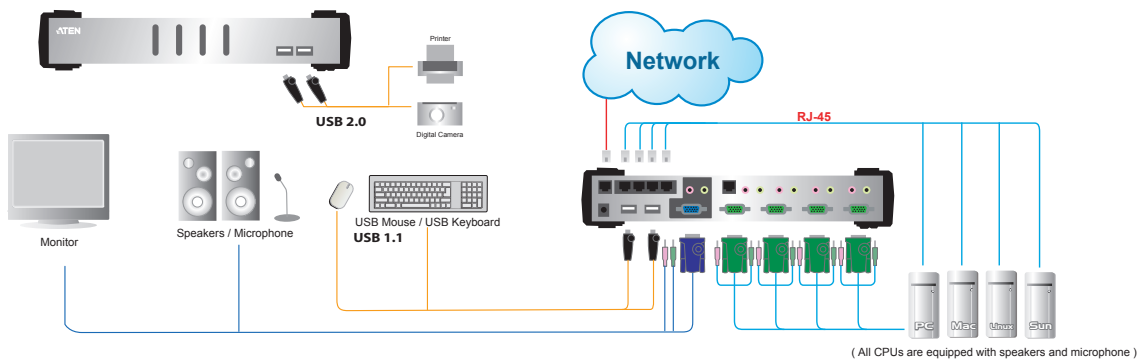 ATEN
Printer
Digital Camera
USB 2.0
Network
RJ-45
Monitor
Speakers / Microphone
USB Mouse / USB Keyboard
USB 1.1
PC
Mac
Linux
Sun
( All CPUs are equipped with speakers and microphone )